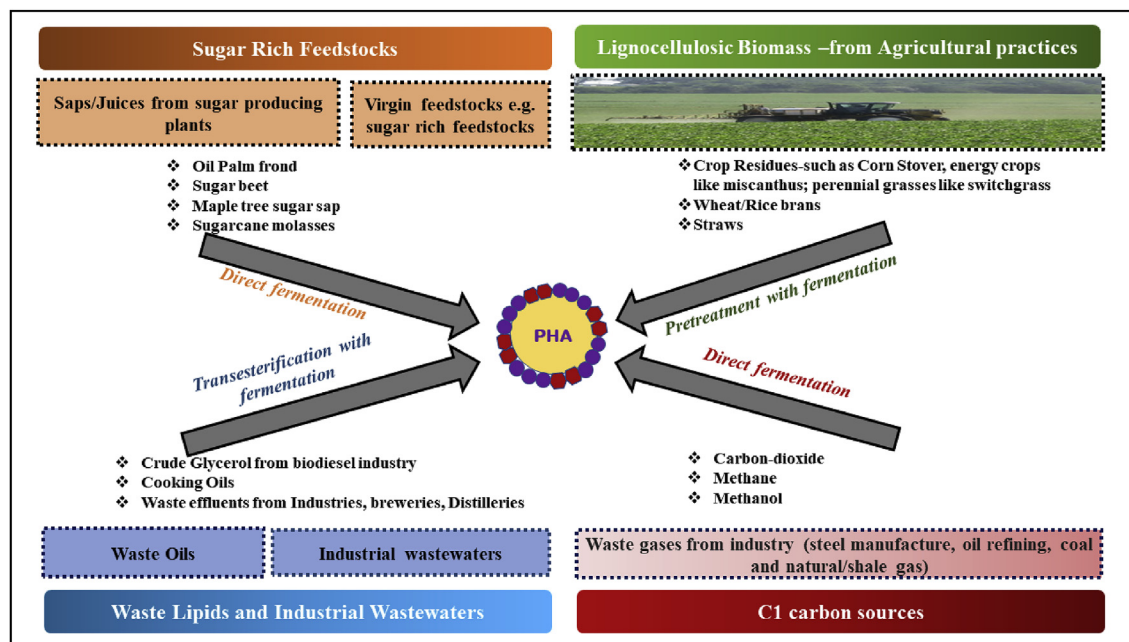 Sugar Rich Feedstocks
Saps/Juices from sugar producing
plants
Virgin feedstocks e.g.
sugar rich feedstocks
❖ Oil Palm frond
❖ Sugar beet
❖ Maple tree sugar sap
❖ Sugarcane molasses
Direct fermentation
Lignocellulosic Biomass –from Agricultural practices
❖ Crop Residues-such as Corn Stover, energy crops
like miscanthus; perennial grasses like switchgrass
❖ Wheat/Rice brans
❖ Straws
Pretreatment with fermentation
PHA
Transesterification with
fermentation
❖ Crude Glycerol from biodiesel industry
❖ Cooking Oils
❖ Waste effluents from Industries, breweries, Distilleries
Waste Oils
Industrial wastewaters
Waste Lipids and Industrial Wastewaters
Direct fermentation
❖ Carbon-dioxide
❖ Methane
❖ Methanol
Waste gases from industry (steel manufacture, oil refining, coal
and natural/shale gas)
C1 carbon sources